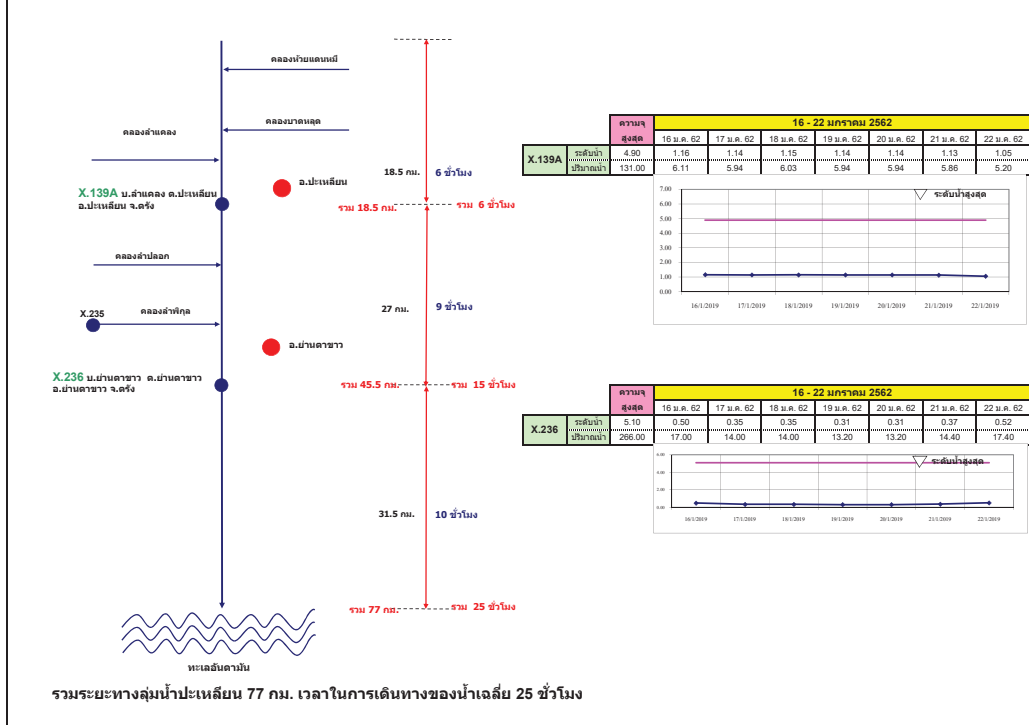 คลองห้วยแดนหมี
คลองบาตหลุด
คลองลำแคลง
18.5 กม. 6 ชั่วโมง
อ.ปะเหลียน
X.139A บ.ลำแคลง ต.ปะเหลียน
อ.ปะเหลียน จ.ตรัง
รวม 18.5 กม. รวม 6 ชั่วโมง
คลองลำปลอก
27 กม. 9 ชั่วโมง
X.235 คลองลำพิกุล
อ.ย่านตาขาว
X.236 บ.ย่านตาขาว ต.ย่านตาขาว
อ.ย่านตาขาว จ.ตรัง
รวม 45.5 กม. รวม 15 ชั่วโมง
31.5 กม. 10 ชั่วโมง
รวม 77 กม. รวม 25 ชั่วโมง
ทะเลอันดามัน
รวมระยะทางลุ่มน้ำปะเหลียน 77 กม. เวลาในการเดินทางของน้ำเฉลี่ย 25 ชั่วโมง
ความจุ 16 - 22 มกราคม 2562
สูงสุด 16 ม.ค. 62 17 ม.ค. 62 18 ม.ค. 62 19 ม.ค. 62 20 ม.ค. 62 21 ม.ค. 62 22 ม.ค. 62
X.139A
ระดับน้ำ 4.90 1.16 1.14 1.15 1.14 1.14 1.13 1.05
ปริมาณน้ำ 131.00 6.11 5.94 6.03 5.94 5.94 5.86 5.20
ระดับน้ำสูงสุด
7.00
6.00
5.00
4.00
3.00
2.00
1.00
0.00
16/1/2019 17/1/2019 18/1/2019 19/1/2019 20/1/2019 21/1/2019 22/1/2019
ความจุ 16 - 22 มกราคม 2562
สูงสุด 16 ม.ค. 62 17 ม.ค. 62 18 ม.ค. 62 19 ม.ค. 62 20 ม.ค. 62 21 ม.ค. 62 22 ม.ค. 62
X.236
ระดับน้ำ 5.10 0.50 0.35 0.35 0.31 0.31 0.37 0.52
ปริมาณน้ำ 266.00 17.00 14.00 14.00 13.20 13.20 14.40 17.40
ระดับน้ำสูงสุด
6.00
4.00
2.00
0.00
16/1/2019 17/1/2019 18/1/2019 19/1/2019 20/1/2019 21/1/2019 22/1/2019